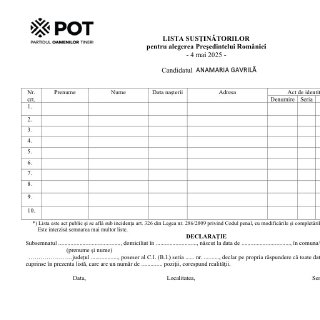 POT
PARTIDUL OAMENILOR TINERI
LISTA SUSȚINĂTORILOR
pentru alegerea Președintelui României
- 4 mai 2025 -
Candidatul ANAMARIA GAVRILĂ
Nr. crt. Prenume Nume Data nașterii Adresa Act de identit
Denumire Seria
1.
2.
3.
4.
5.
6.
7.
8.
9.
10.
*) Lista este act public și se află sub incidența art. 326 din Legea nr. 286/2009 privind Codul penal, cu modificările și completăril
Este interzisă semnarea mai multor liste.
DECLARAȚIE
Subsemnatul ........................................, domiciliat în ........................, născut la data de ................................, în comuna/
(prenume și nume)
............................ județul ................, posesor al C.I. (B.I.) seria ...... nr. .........., declar pe propria răspundere că toate dat
cuprinse în prezenta listă, care are un număr de .............. poziții, corespund realității.
Data, Localitatea, Ser